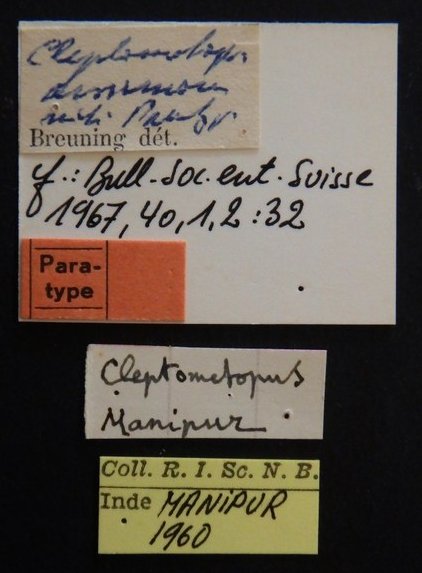 Cleptometopus
Breuning dét.
f.: Bull. Soc. ent. Suisse
1967, 40, 1, 2 : 32
Para-
type
Cleptometopus
Manipur
Coll. R. I. Sc. N. B.
Inde MANIPUR
1960